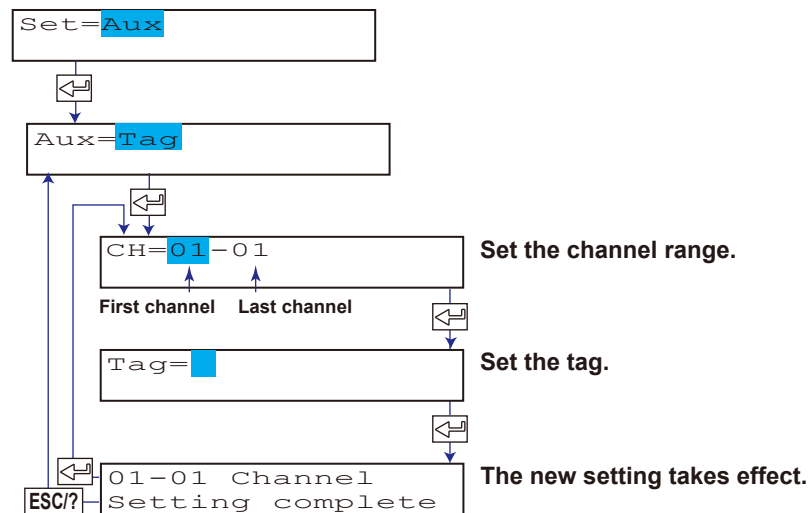 Set=Aux
Aux=Tag
CH=01-01
Set the channel range.
First channel Last channel
Tag=
Set the tag.
01-01 Channel
Setting complete
The new setting takes effect.
ESC/?